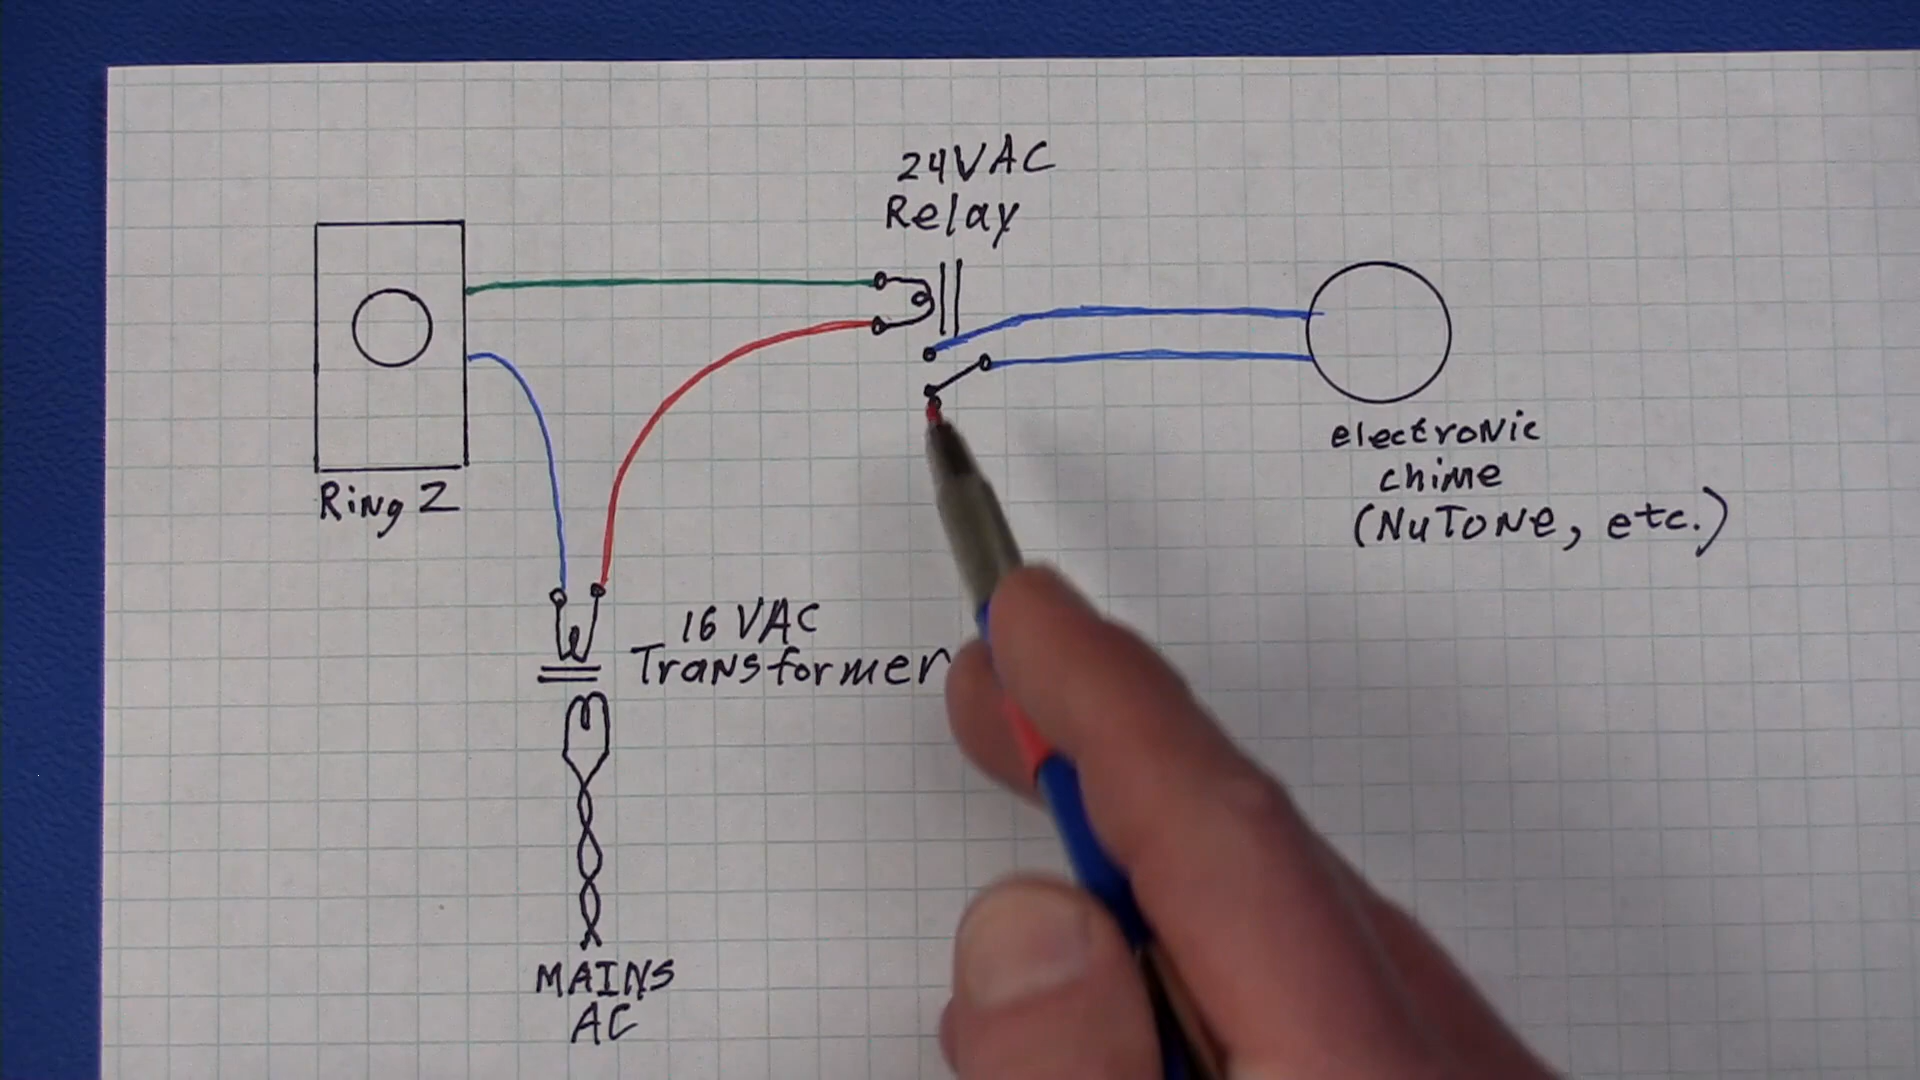 24VAC
Relay
electronic
chime
(NuTone, etc.)
Ring 2
16 VAC
Transformer
MAINS
AC